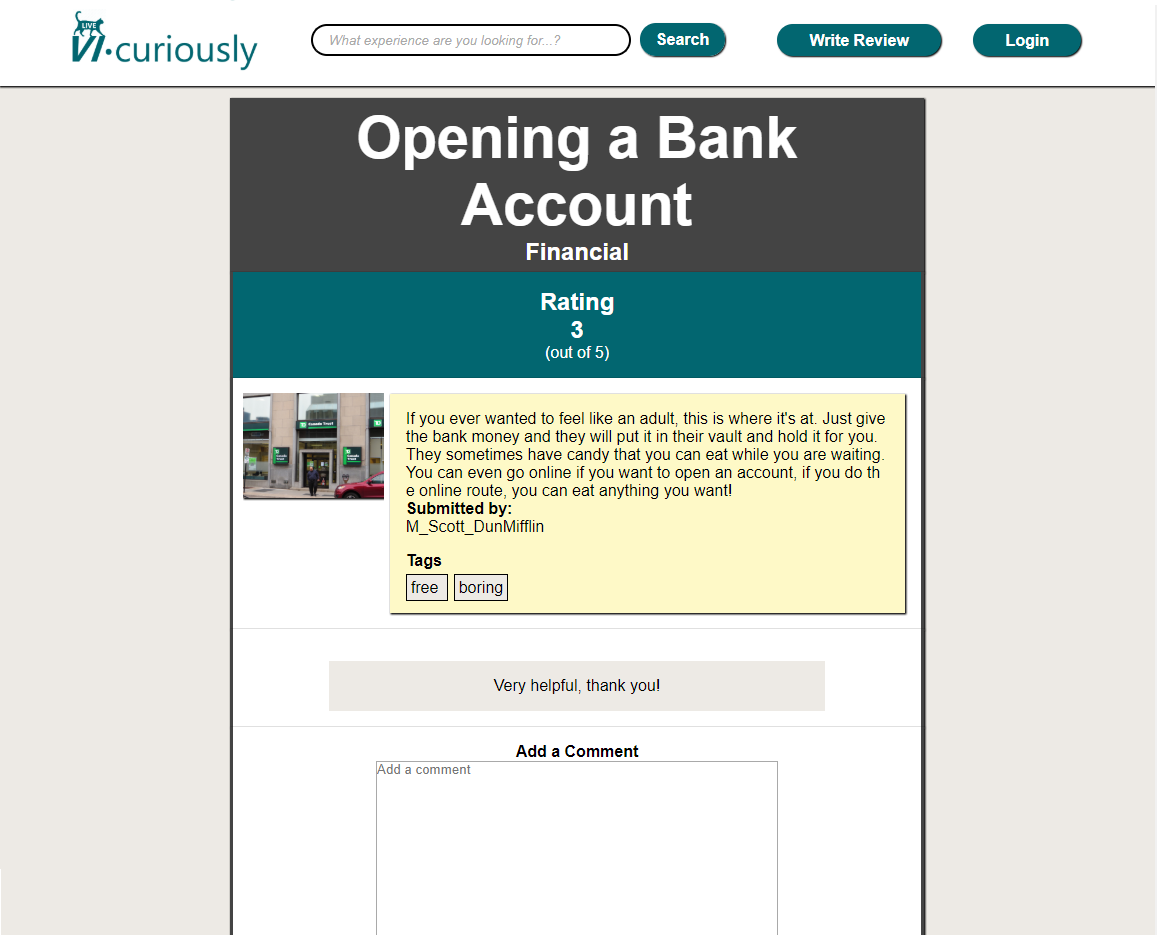 LIVE
Vi•curiously
What experience are you looking for...?
Search
Write Review
Login
Opening a Bank
Account
Financial
Rating
3
(out of 5)
If you ever wanted to feel like an adult, this is where it's at. Just give
the bank money and they will put it in their vault and hold it for you.
They sometimes have candy that you can eat while you are waiting.
You can even go online if you want to open an account, if you do th
e online route, you can eat anything you want!
Submitted by:
M_Scott_DunMifflin
Tags
free
boring
TD Canada Trust
Very helpful, thank you!
Add a Comment
Add a comment